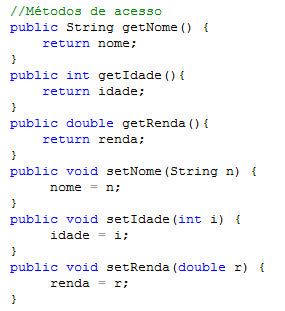 //Métodos de acesso
public String getNome() {
    return nome;
}
public int getIdade(){
    return idade;
}
public double getRenda(){
    return renda;
}
public void setNome(String n) {
     nome = n;
}
public void setIdade(int i) {
     idade = i;
}
public void setRenda(double r) {
     renda = r;
}